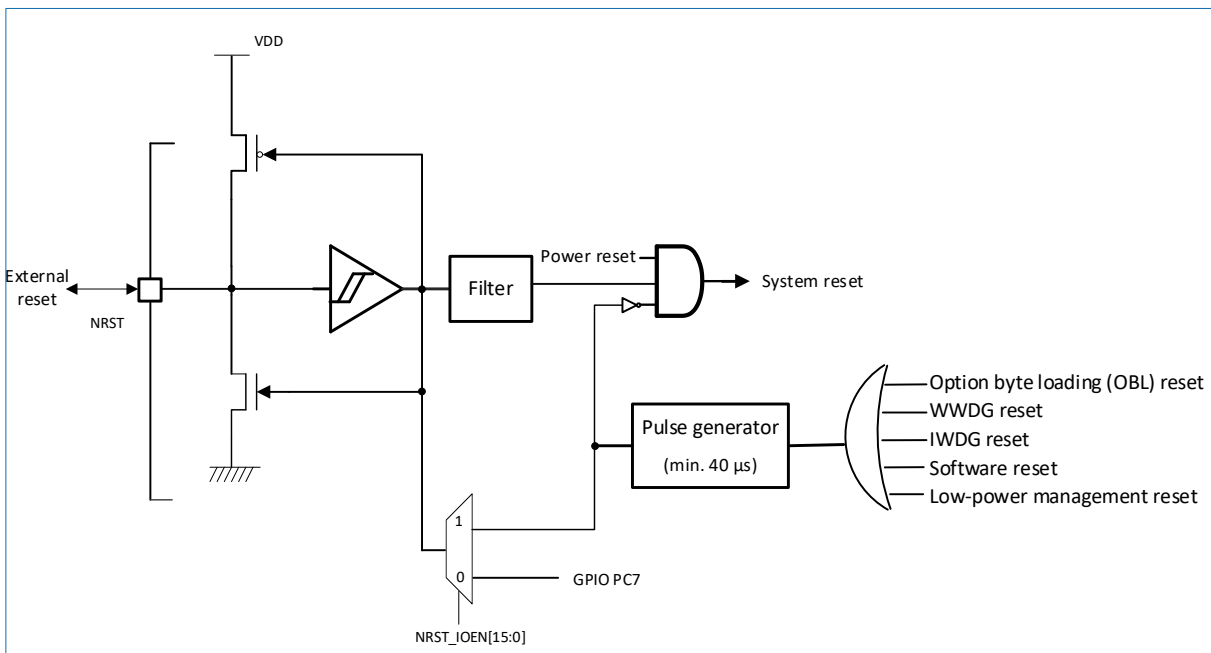 VDD
External
reset
NRST
Filter
Power reset
System reset
Option byte loading (OBL) reset
WWDG reset
IWDG reset
Software reset
Low-power management reset
Pulse generator
(min. 40 μs)
1
0
GPIO PC7
NRST_IOEN[15:0]